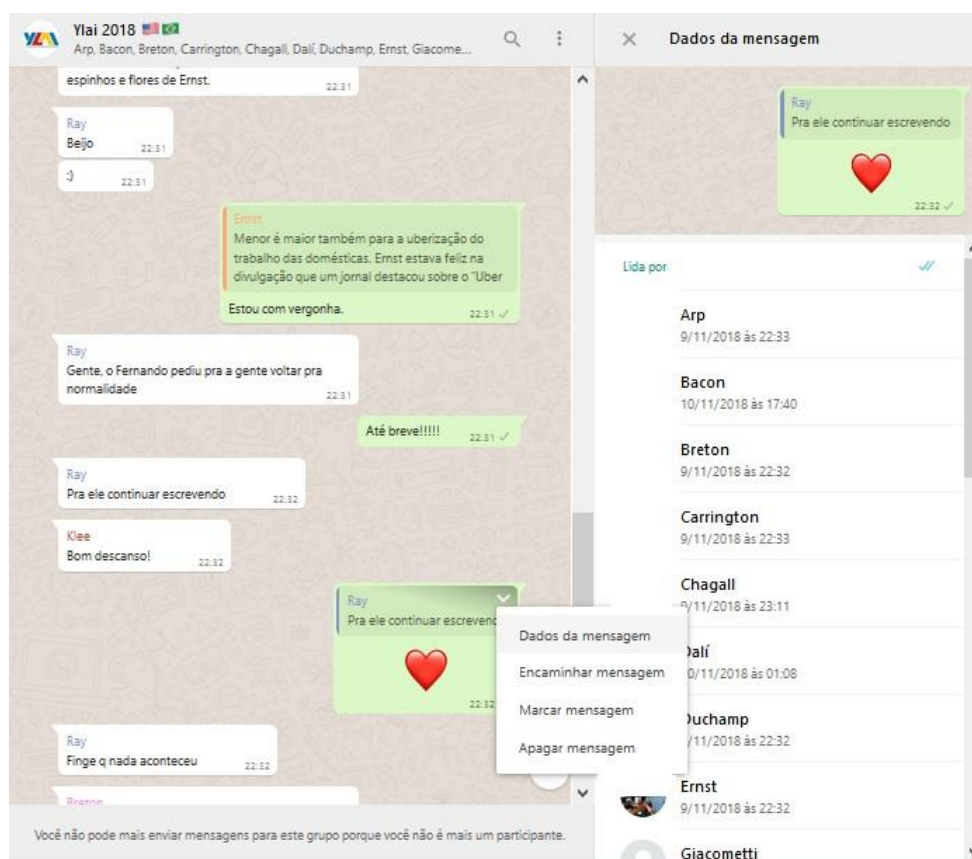 YLAI
Ylai 2018
Arp, Bacon, Breton, Carrington, Chagall, Dalí, Duchamp, Ernst, Giacome...
espinhos e flores de Ernst.
22:31
Ray
Beijo
22:31
:)
22:31
Ernst
Menor é maior também para a uberização do
trabalho das domésticas. Ernst estava feliz na
divulgação que um jornal destacou sobre o "Uber
Estou com vergonha.
22:31
Ray
Gente, o Fernando pediu pra a gente voltar pra
normalidade
22:31
Até breve!!!!!
22:31
Ray
Pra ele continuar escrevendo
22:32
Klee
Bom descanso!
22:32
Ray
Pra ele continuar escrevend
22:32
Dados da mensagem
Encaminhar mensagem
Marcar mensagem
Apagar mensagem
Ray
Finge q nada aconteceu
22:32
Breton
Você não pode mais enviar mensagens para este grupo porque você não é mais um participante.
Dados da mensagem
Ray
Pra ele continuar escrevendo
22:32
Lida por
Arp
9/11/2018 às 22:33
Bacon
10/11/2018 às 17:40
Breton
9/11/2018 às 22:32
Carrington
9/11/2018 às 22:33
Chagall
9/11/2018 às 23:11
Dalí
0/11/2018 às 01:08
Duchamp
/11/2018 às 22:32
Ernst
9/11/2018 às 22:32
Giacometti